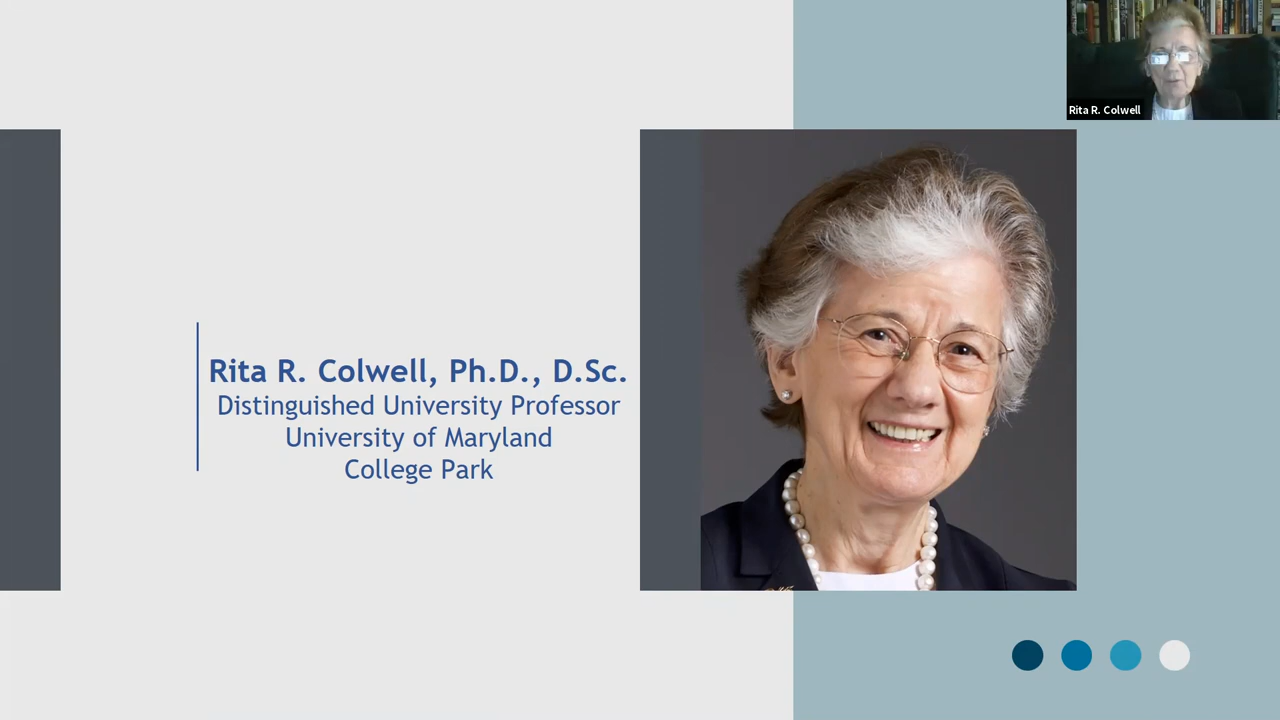 Rita R. Colwell
Rita R. Colwell, Ph.D., D.Sc.
Distinguished University Professor
University of Maryland
College Park